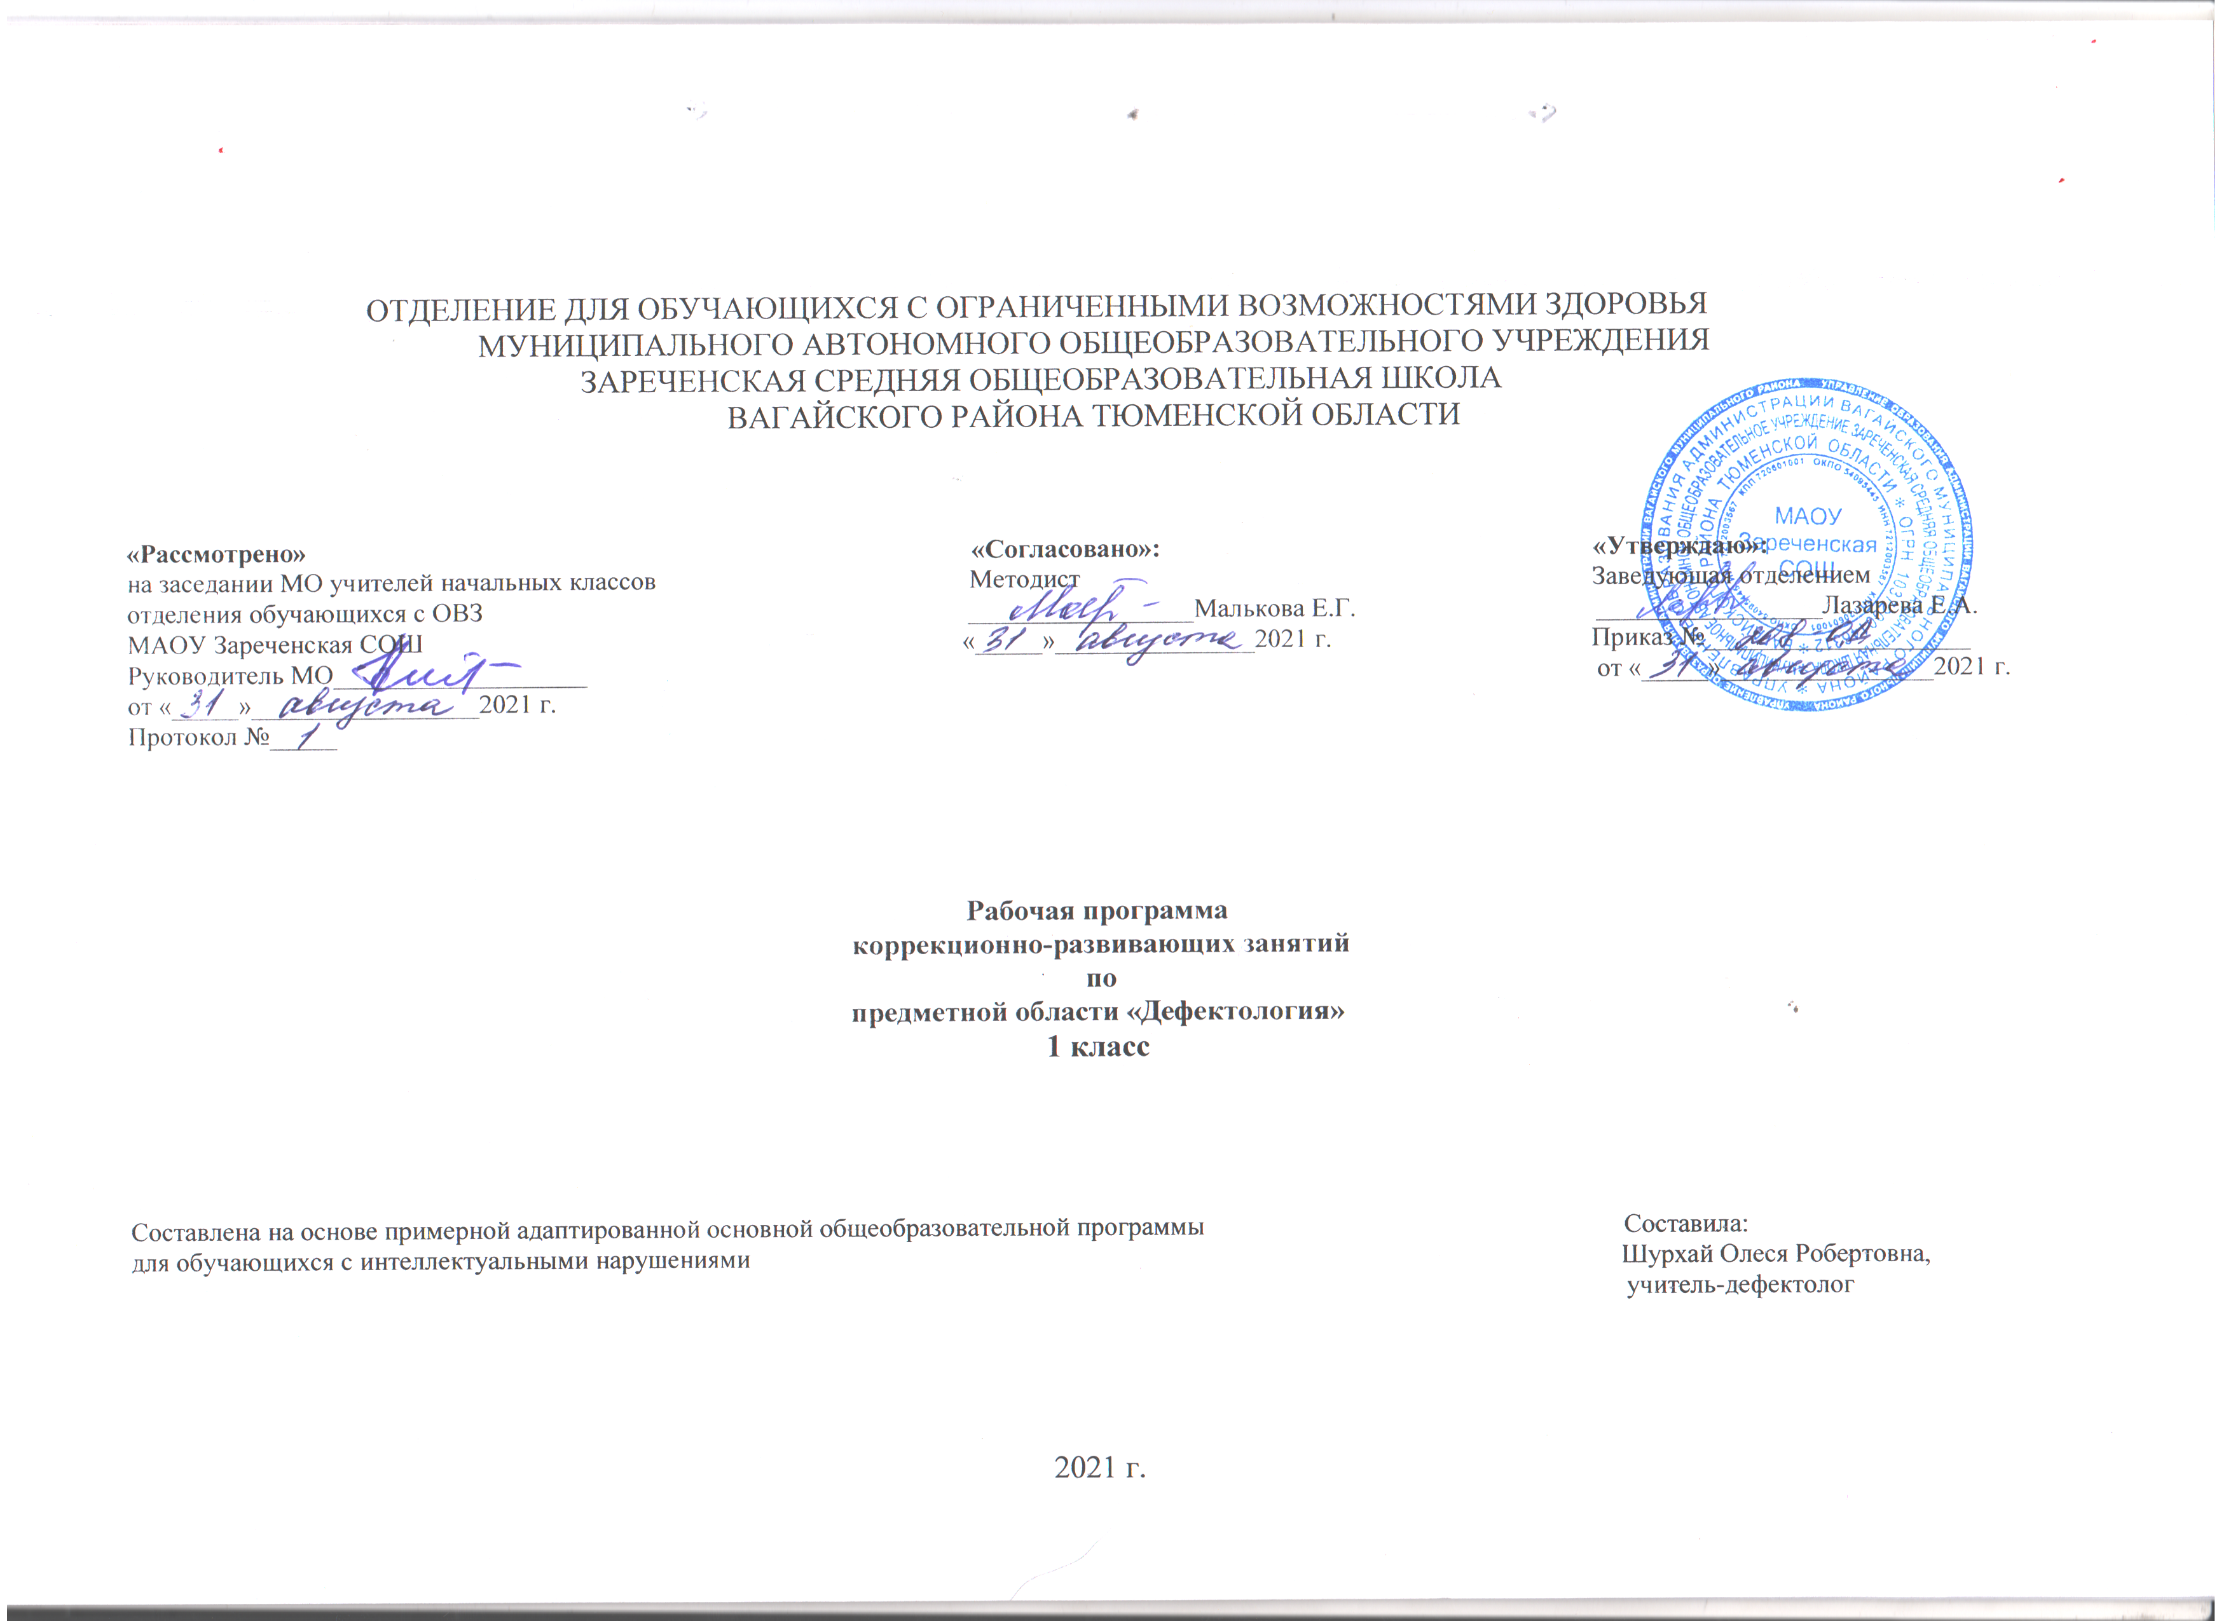 ОТДЕЛЕНИЕ ДЛЯ ОБУЧАЮЩИХСЯ С ОГРАНИЧЕННЫМИ ВОЗМОЖНОСТЯМИ ЗДОРОВЬЯ
МУНИЦИПАЛЬНОГО АВТОНОМНОГО ОБЩЕОБРАЗОВАТЕЛЬНОГО УЧРЕЖДЕНИЯ
ЗАРЕЧЕНСКАЯ СРЕДНЯЯ ОБЩЕОБРАЗОВАТЕЛЬНАЯ ШКОЛА
ВАГАЙСКОГО РАЙОНА ТЮМЕНСКОЙ ОБЛАСТИ
«Рассмотрено»
на заседании МО учителей начальных классов
отделения обучающихся с ОВЗ
МАОУ Зареченская СОШ
Руководитель МО
от «31» августа 2021 г.
Протокол № 1
«Согласовано»:
Методист
Малькова Е.Г.
«31» августа 2021 г.
«Утверждаю»:
Заведующая отделением
Лазарева Е.А.
Приказ №
от «31» августа 2021 г.
МАОУ
Зареченская
СОШ
Рабочая программа
коррекционно-развивающих занятий
по
предметной области «Дефектология»
1 класс
Составлена на основе примерной адаптированной основной общеобразовательной программы
для обучающихся с интеллектуальными нарушениями
Составила:
Шурхай Олеся Робертовна,
учитель-дефектолог
2021 г.